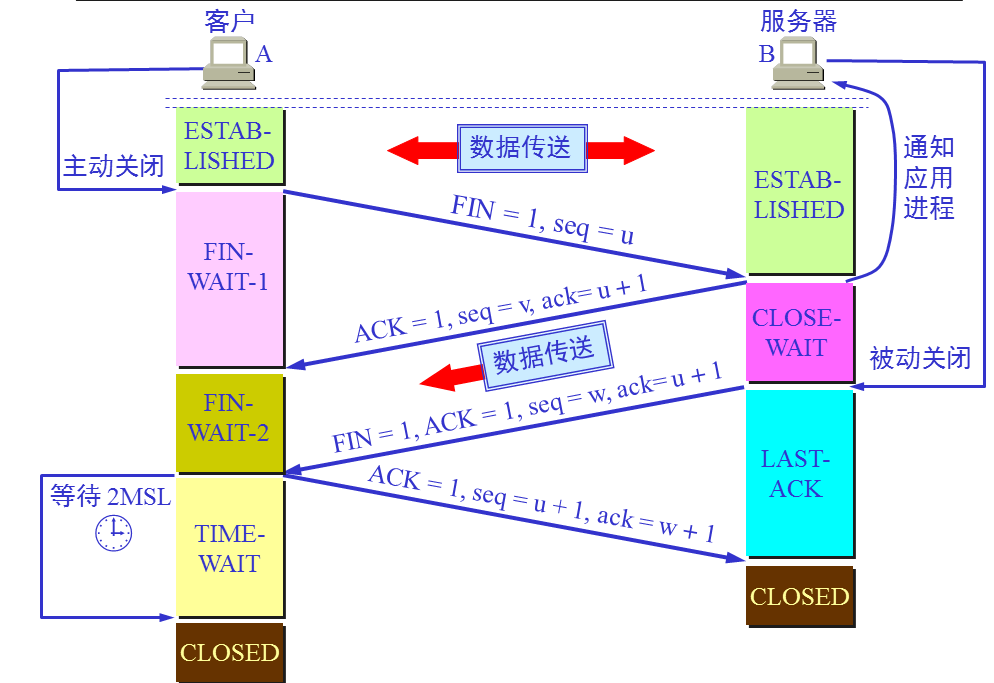 客户
A
服务器
B
ESTAB-
LISHED
主动关闭
数据传送
ESTAB-
LISHED
通知
应用
进程
FIN = 1, seq = u
FIN-
WAIT-1
ACK = 1, seq = v, ack= u + 1
CLOSE-
WAIT
数据传送
被动关闭
FIN = 1, ACK = 1, seq = w, ack= u + 1
FIN-
WAIT-2
ACK = 1, seq = u + 1, ack = w + 1
LAST-
ACK
等待 2MSL
TIME-
WAIT
CLOSED
CLOSED